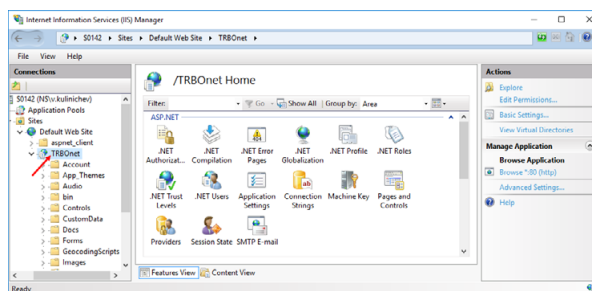 Internet Information Services (IIS) Manager
S0142 Sites Default Web Site TRBOnet
File View Help
Connections
S0142 (NS\v.kulinichev)
Application Pools
Sites
Default Web Site
aspnet_client
TRBOnet
Account
App_Themes
Audio
bin
Controls
CustomData
Docs
Forms
GeocodingScripts
Images
/TRBOnet Home
Filter: Go Show All Group by: Area
ASP.NET
.NET Authorizat... .NET Compilation .NET Error Pages .NET Globalization .NET Profile .NET Roles
.NET Trust Levels .NET Users Application Settings Connection Strings Machine Key Pages and Controls
Providers Session State SMTP E-mail
Features View Content View
Actions
Explore
Edit Permissions...
Basic Settings...
View Virtual Directories
Manage Application
Browse Application
Browse *:80 (http)
Advanced Settings...
Help
Ready